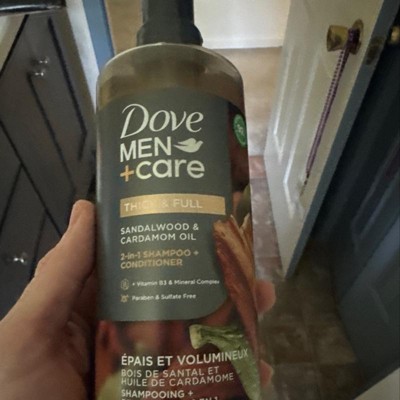 Dove
MEN
+care
THICK & FULL
SANDALWOOD &
CARDAMOM OIL
2-in-1 SHAMPOO +
CONDITIONER
+ Vitamin B3 & Mineral Complex
Paraben & Sulfate Free
ÉPAIS ET VOLUMINEUX
BOIS DE SANTAL ET
HUILE DE CARDAMOME
SHAMPOOING +